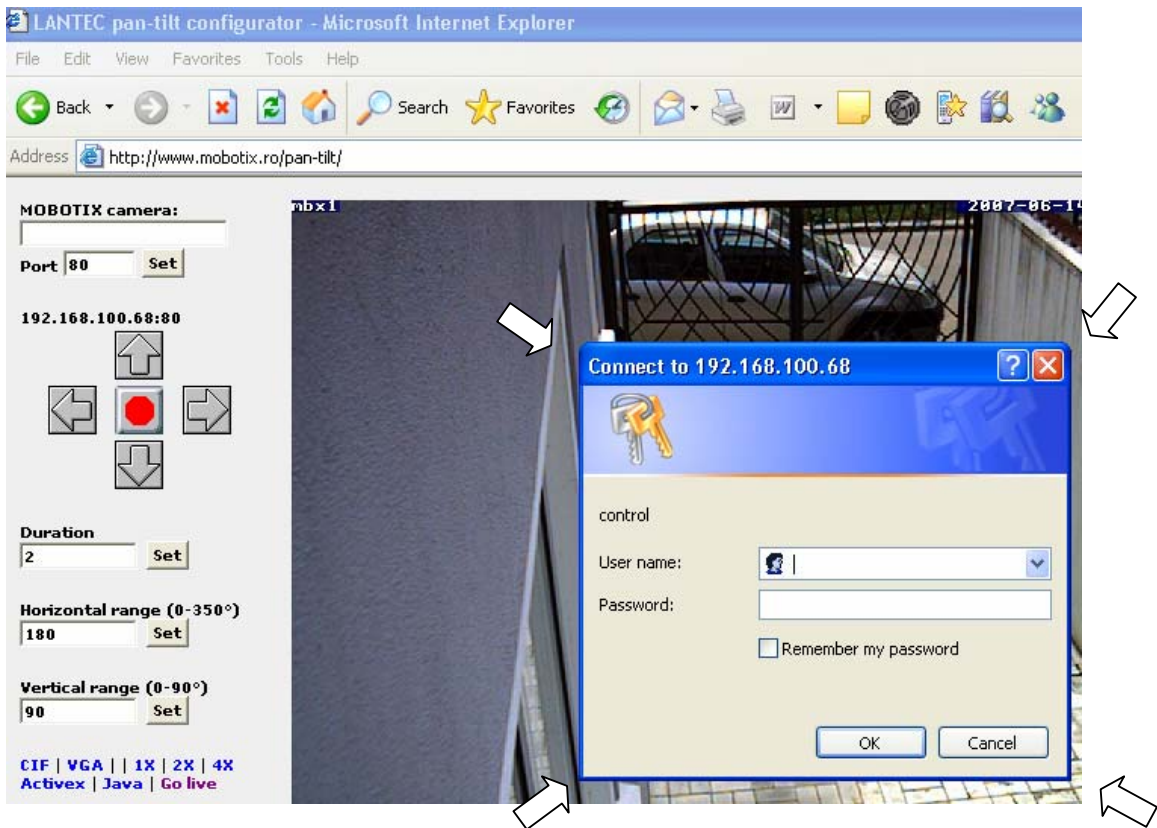 LANTEC pan-tilt configurator - Microsoft Internet Explorer
File Edit View Favorites Tools Help
Back Search Favorites
Address http://www.mobotix.ro/pan-tilt/
MOBOTIX camera:
Port 80 Set
192.168.100.68:80
Duration
2 Set
Horizontal range (0-350°)
180 Set
Vertical range (0-90°)
90 Set
CIF | VGA | | 1X | 2X | 4X
Activex | Java | Go live
mbx1 2007-06-14
Connect to 192.168.100.68
control
User name:
Password:
Remember my password
OK Cancel